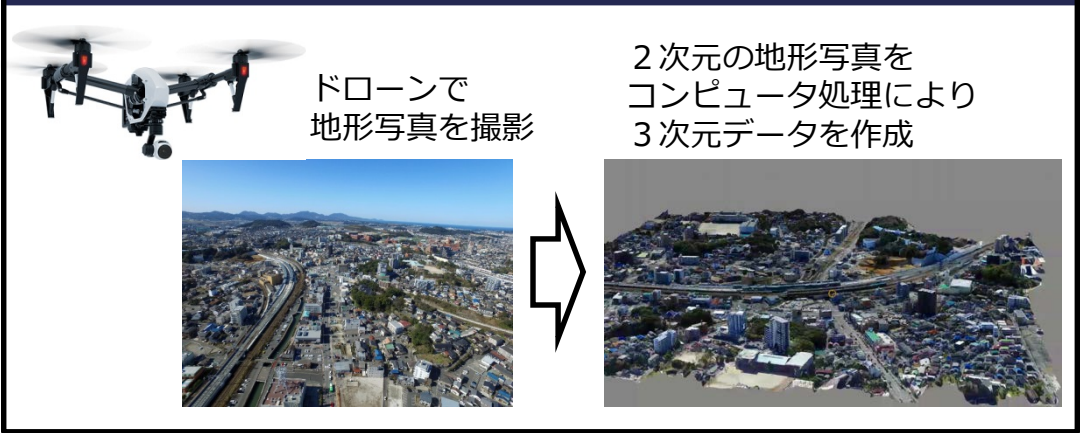 ドローンで
地形写真を撮影
２次元の地形写真を
コンピュータ処理により
３次元データを作成